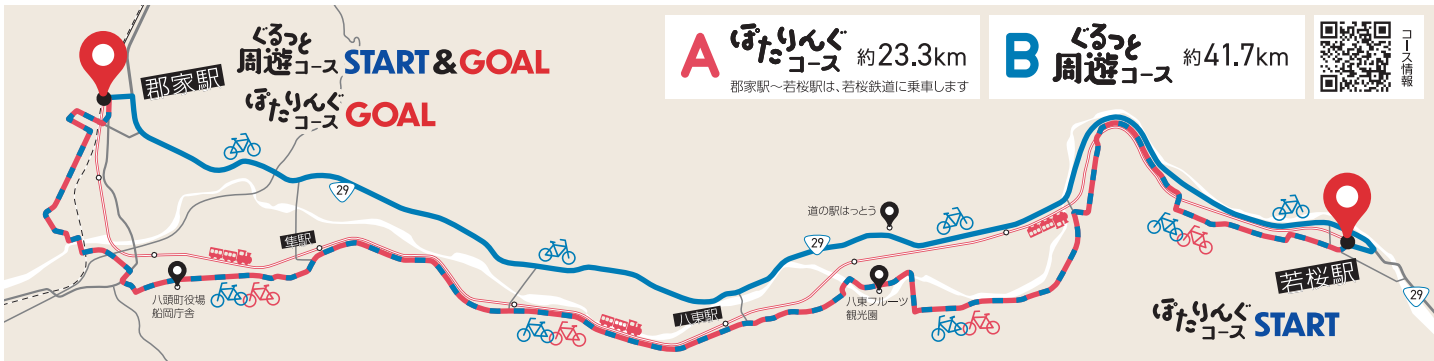 ぐるっと
周遊コース START & GOAL
ぽたりんぐ
コース GOAL
A ぽたりんぐ
コース 約23.3km
郡家駅～若桜駅は、若桜鉄道に乗車します
B ぐるっと
周遊コース 約41.7km
コース情報
郡家駅
29
隼駅
八頭町役場
船岡庁舎
道の駅はっとう
29
八東駅
八東フルーツ
観光園
若桜駅
29
ぽたりんぐ
コース START